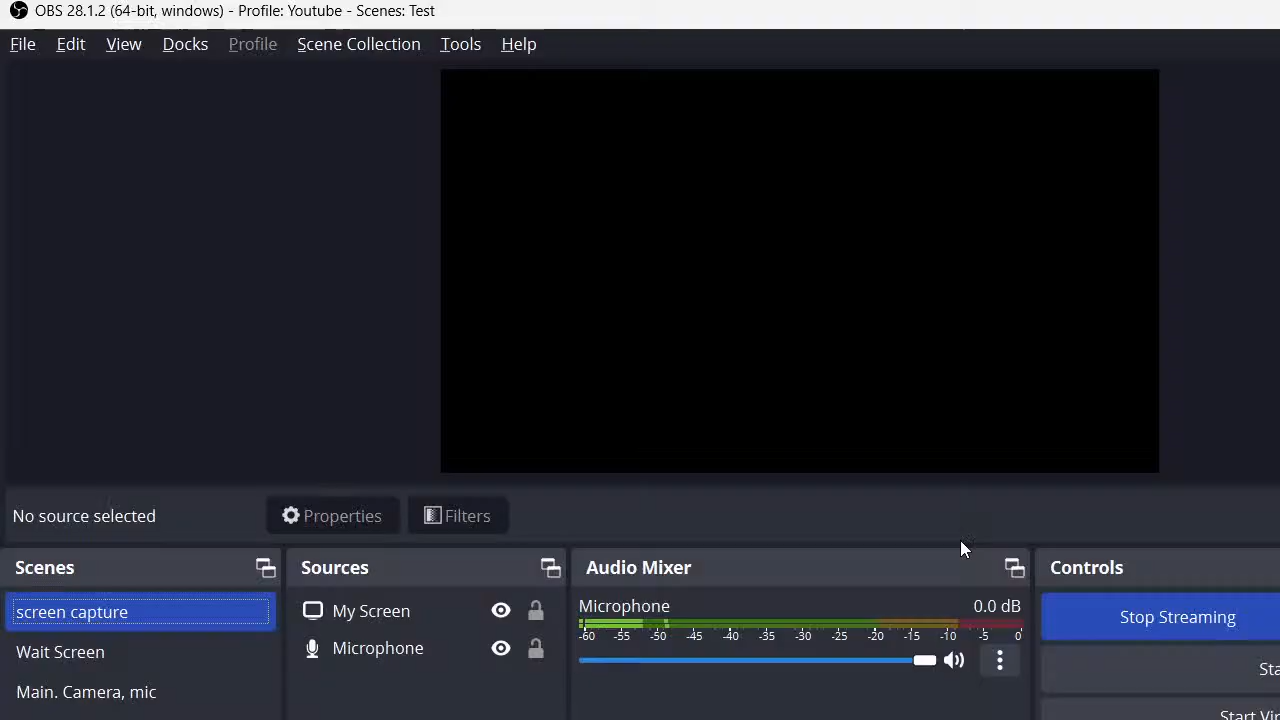 OBS 28.1.2 (64-bit, windows) - Profile: Youtube - Scenes: Test
File Edit View Docks Profile Scene Collection Tools Help
No source selected Properties Filters
Scenes Sources Audio Mixer Controls
screen capture My Screen Microphone 0.0 dB Stop Streaming
-60 -55 -50 -45 -40 -35 -30 -25 -20 -15 -10 -5 0
Wait Screen Microphone
Main. Camera, mic
Start Vir